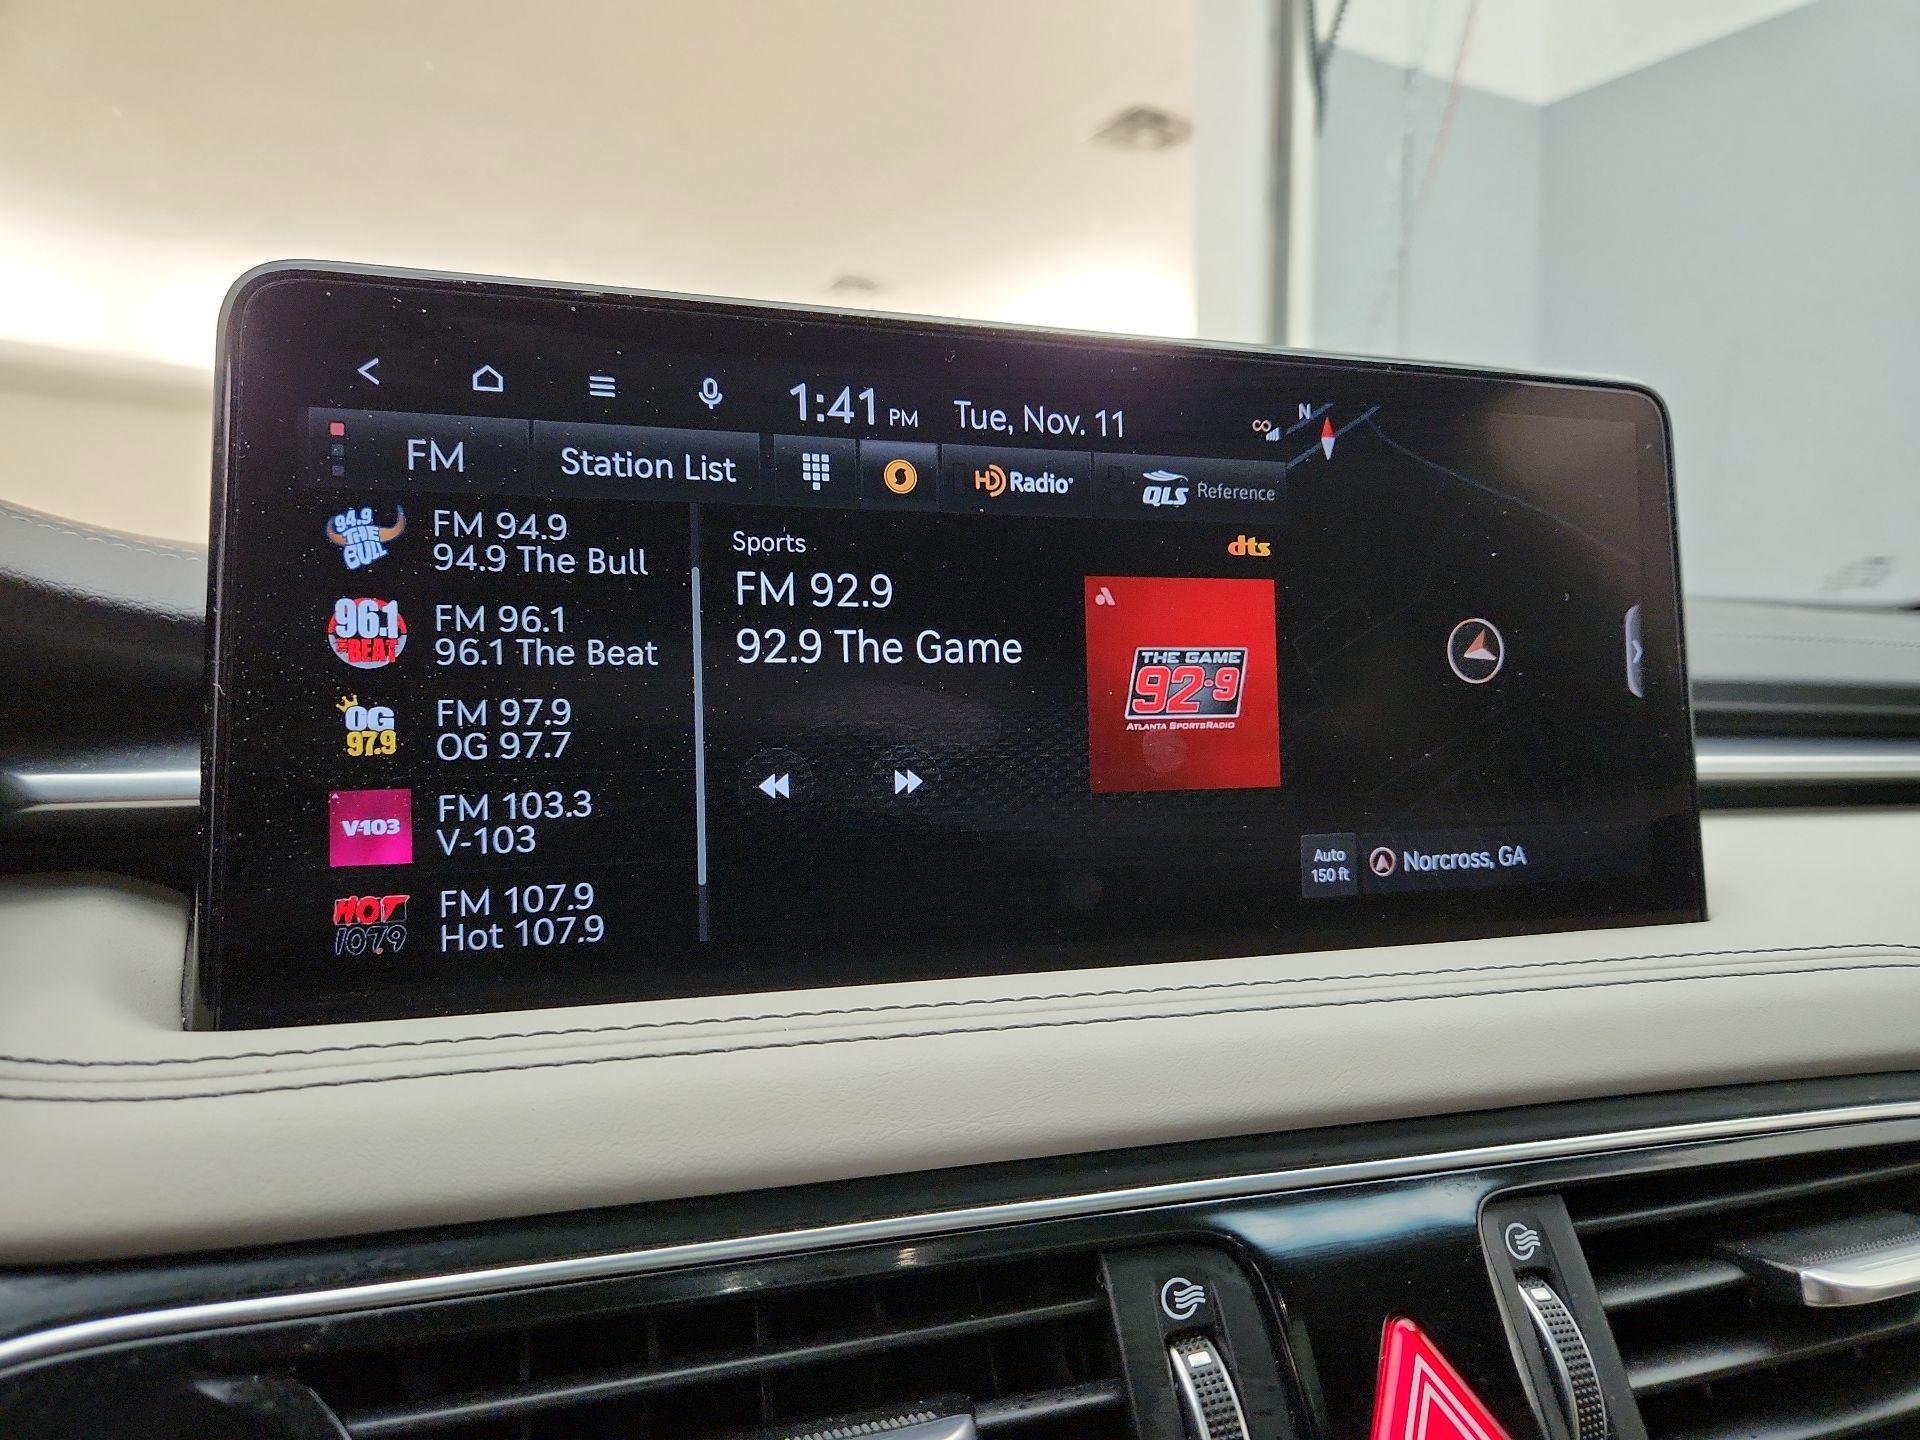 1:41 PM Tue, Nov. 11
N
FM
Station List
HD Radio
QLS Reference
94.9 THE BULL
FM 94.9
94.9 The Bull
96.1 THE BEAT
FM 96.1
96.1 The Beat
OG 97.9
FM 97.9
OG 97.7
V-103
FM 103.3
V-103
HOT 107.9
FM 107.9
Hot 107.9
Sports
dts
FM 92.9
92.9 The Game
THE GAME
92·9
ATLANTA SPORTSRADIO
Auto
150 ft
Norcross, GA